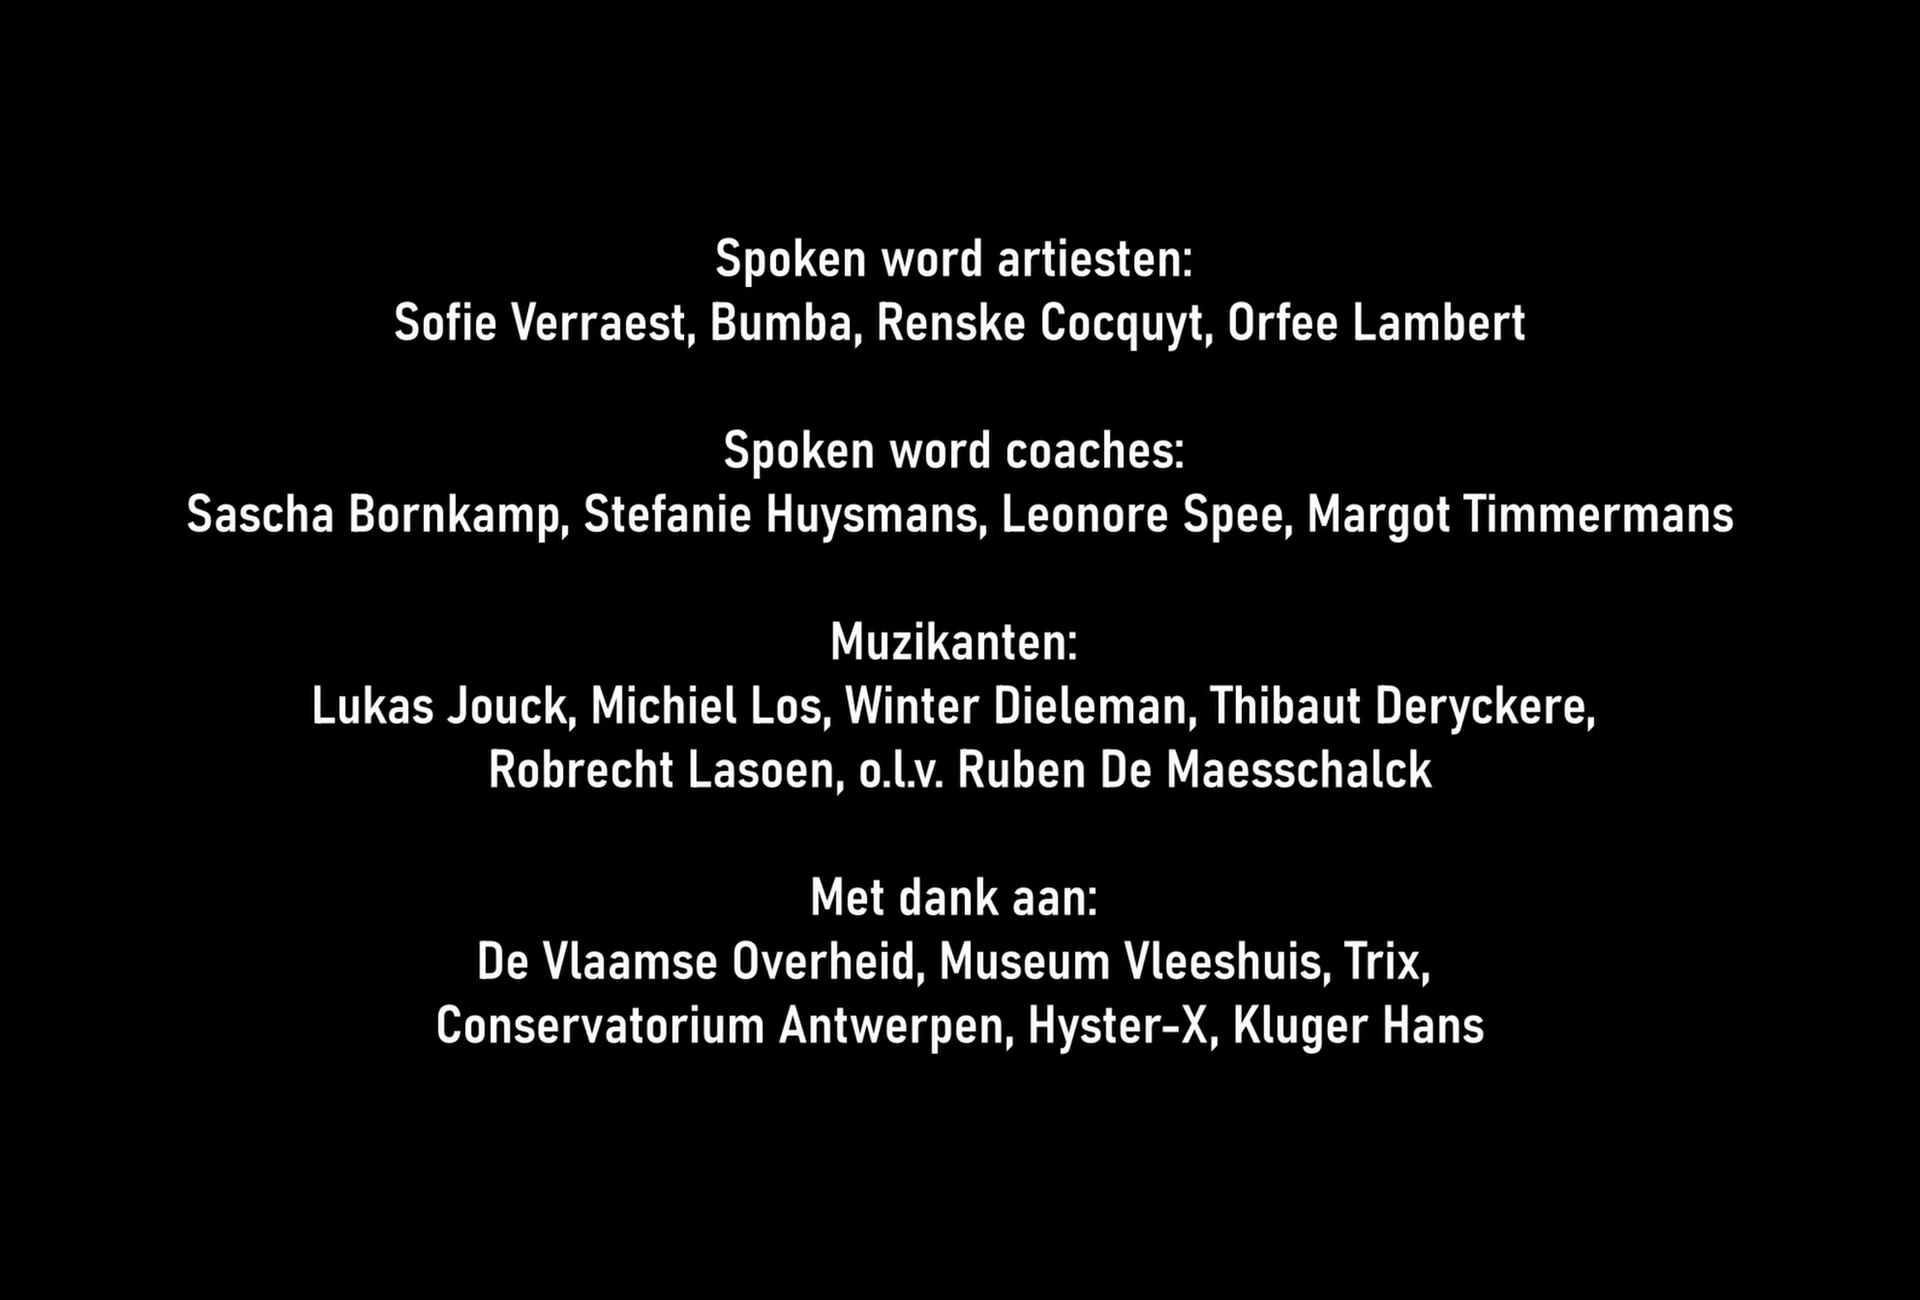 Spoken word artiesten:
Sofie Verraest, Bumba, Renske Cocquyt, Orfee Lambert
Spoken word coaches:
Sascha Bornkamp, Stefanie Huysmans, Leonore Spee, Margot Timmermans
Muzikanten:
Lukas Jouck, Michiel Los, Winter Dieleman, Thibaut Deryckere,
Robrecht Lasoen, o.l.v. Ruben De Maesschalck
Met dank aan:
De Vlaamse Overheid, Museum Vleeshuis, Trix,
Conservatorium Antwerpen, Hyster-X, Kluger Hans